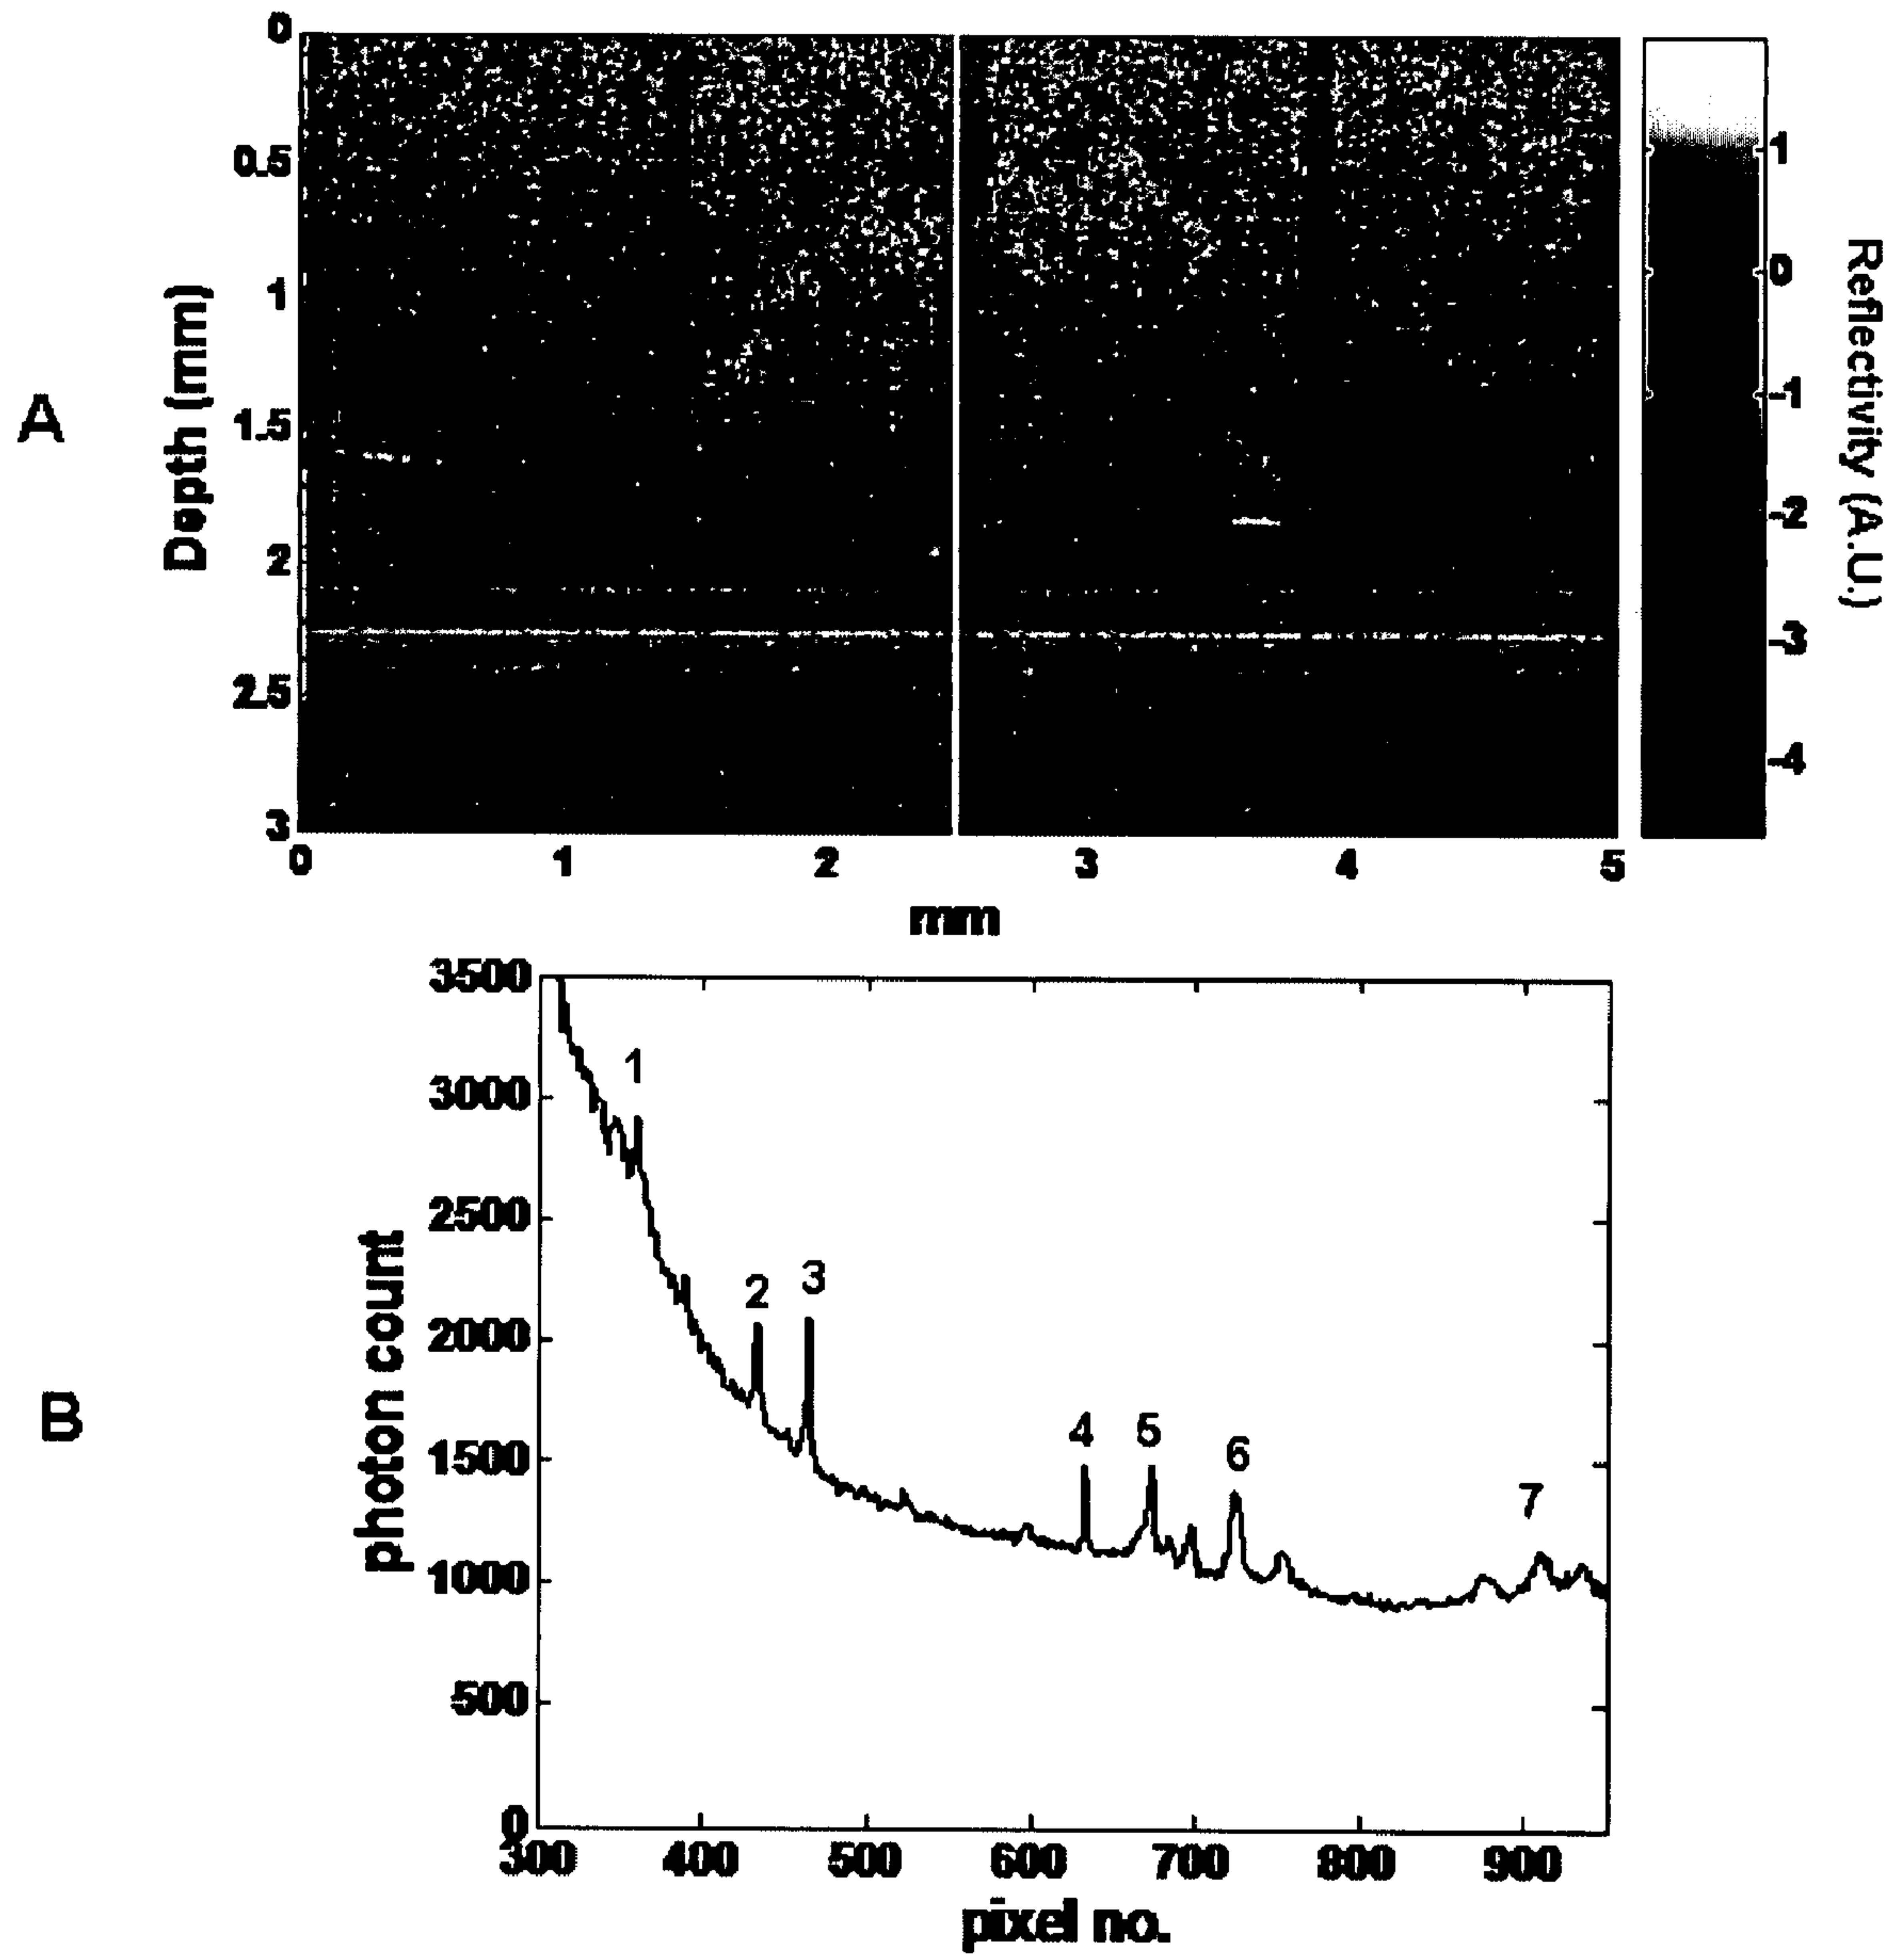 A
Depth (mm)
0
0.5
1
1.5
2
2.5
3
0 1 2 3 4 5
mm
1
0
-1
-2
-3
-4
Reflectivity (A.U.)
B
photon count
3500
3000
2500
2000
1500
1000
500
0
1
2 3
4 5 6
7
300 400 500 600 700 800 900
pixel no.